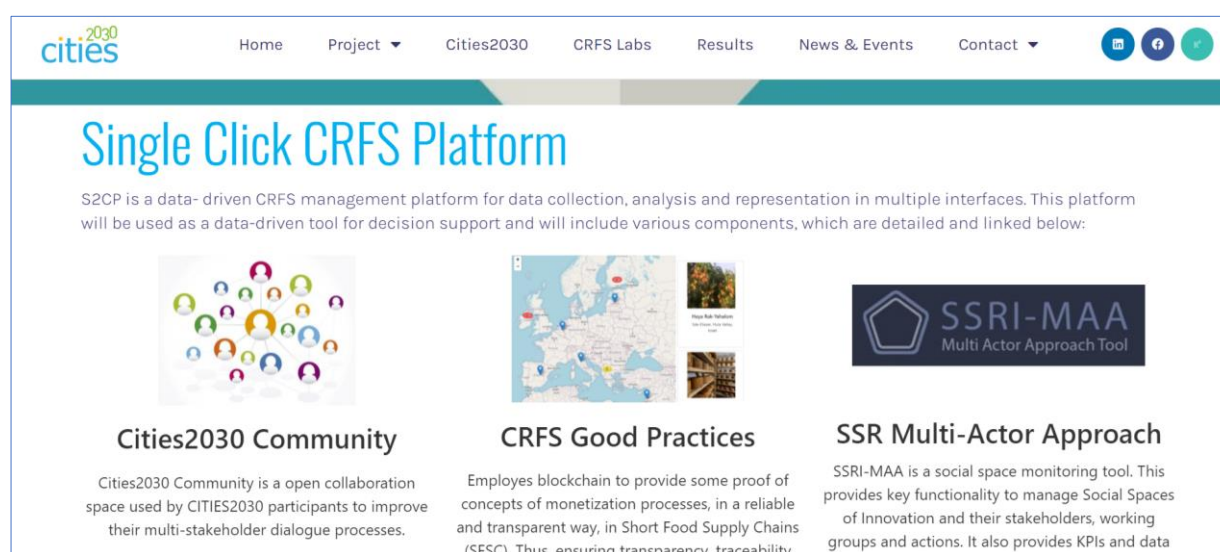 cities2030
Home Project Cities2030 CRFS Labs Results News & Events Contact
Single Click CRFS Platform
S2CP is a data- driven CRFS management platform for data collection, analysis and representation in multiple interfaces. This platform
will be used as a data-driven tool for decision support and will include various components, which are detailed and linked below:
SSRI-MAA
Multi Actor Approach Tool
Cities2030 Community
Cities2030 Community is a open collaboration
space used by CITIES2030 participants to improve
their multi-stakeholder dialogue processes.
CRFS Good Practices
Employes blockchain to provide some proof of
concepts of monetization processes, in a reliable
and transparent way, in Short Food Supply Chains
(SFSC). Thus, ensuring transparency, traceability
SSR Multi-Actor Approach
SSRI-MAA is a social space monitoring tool. This
provides key functionality to manage Social Spaces
of Innovation and their stakeholders, working
groups and actions. It also provides KPIs and data